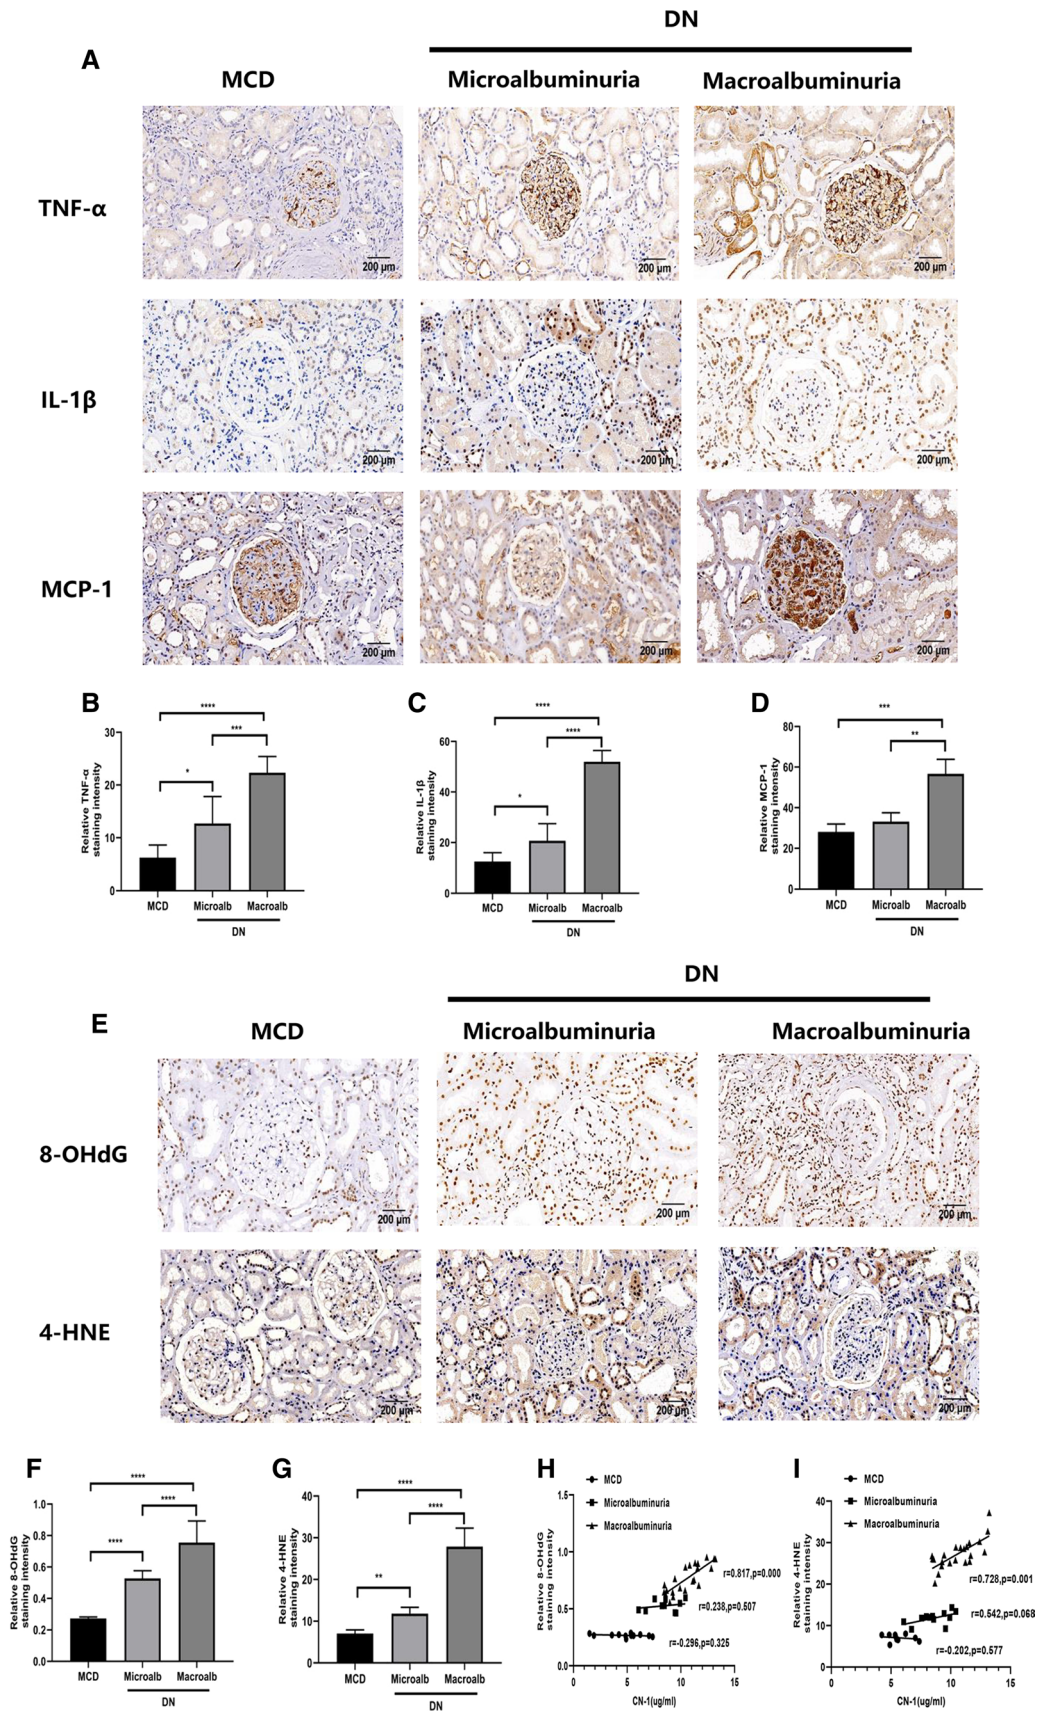 DN
A
MCD
Microalbuminuria
Macroalbuminuria
TNF-α
200 μm
200 μm
200 μm
IL-1β
200 μm
200 μm
200 μm
MCP-1
200 μm
200 μm
200 μm
B
Relative TNF-α
staining intensity
30
20
10
0
****
***
*
MCD
Microalb
Macroalb
DN
C
Relative IL-1β
staining intensity
60
40
20
0
****
****
*
MCD
Microalb
Macroalb
DN
D
Relative MCP-1
staining intensity
80
60
40
20
0
***
**
MCD
Microalb
Macroalb
DN
DN
E
MCD
Microalbuminuria
Macroalbuminuria
8-OHdG
200 μm
200 μm
200 μm
4-HNE
200 μm
200 μm
200 μm
F
Relative 8-OHdG
staining intensity
1.0
0.8
0.6
0.4
0.2
0.0
****
****
****
MCD
Microalb
Macroalb
DN
G
Relative 4-HNE
staining intensity
40
30
20
10
0
****
****
**
MCD
Microalb
Macroalb
DN
H
MCD
Microalbuminuria
Macroalbuminuria
Relative 8-OHdG
staining intensity
1.5
1.0
0.5
0.0
r=0.817,p=0.000
r=0.238,p=0.507
r=-0.296,p=0.325
0
5
10
15
CN-1(ug/ml)
I
MCD
Microalbuminuria
Macroalbuminuria
Relative 4-HNE
staining intensity
40
30
20
10
0
r=0.728,p=0.001
r=0.542,p=0.068
r=-0.202,p=0.577
0
5
10
15
CN-1(ug/ml)